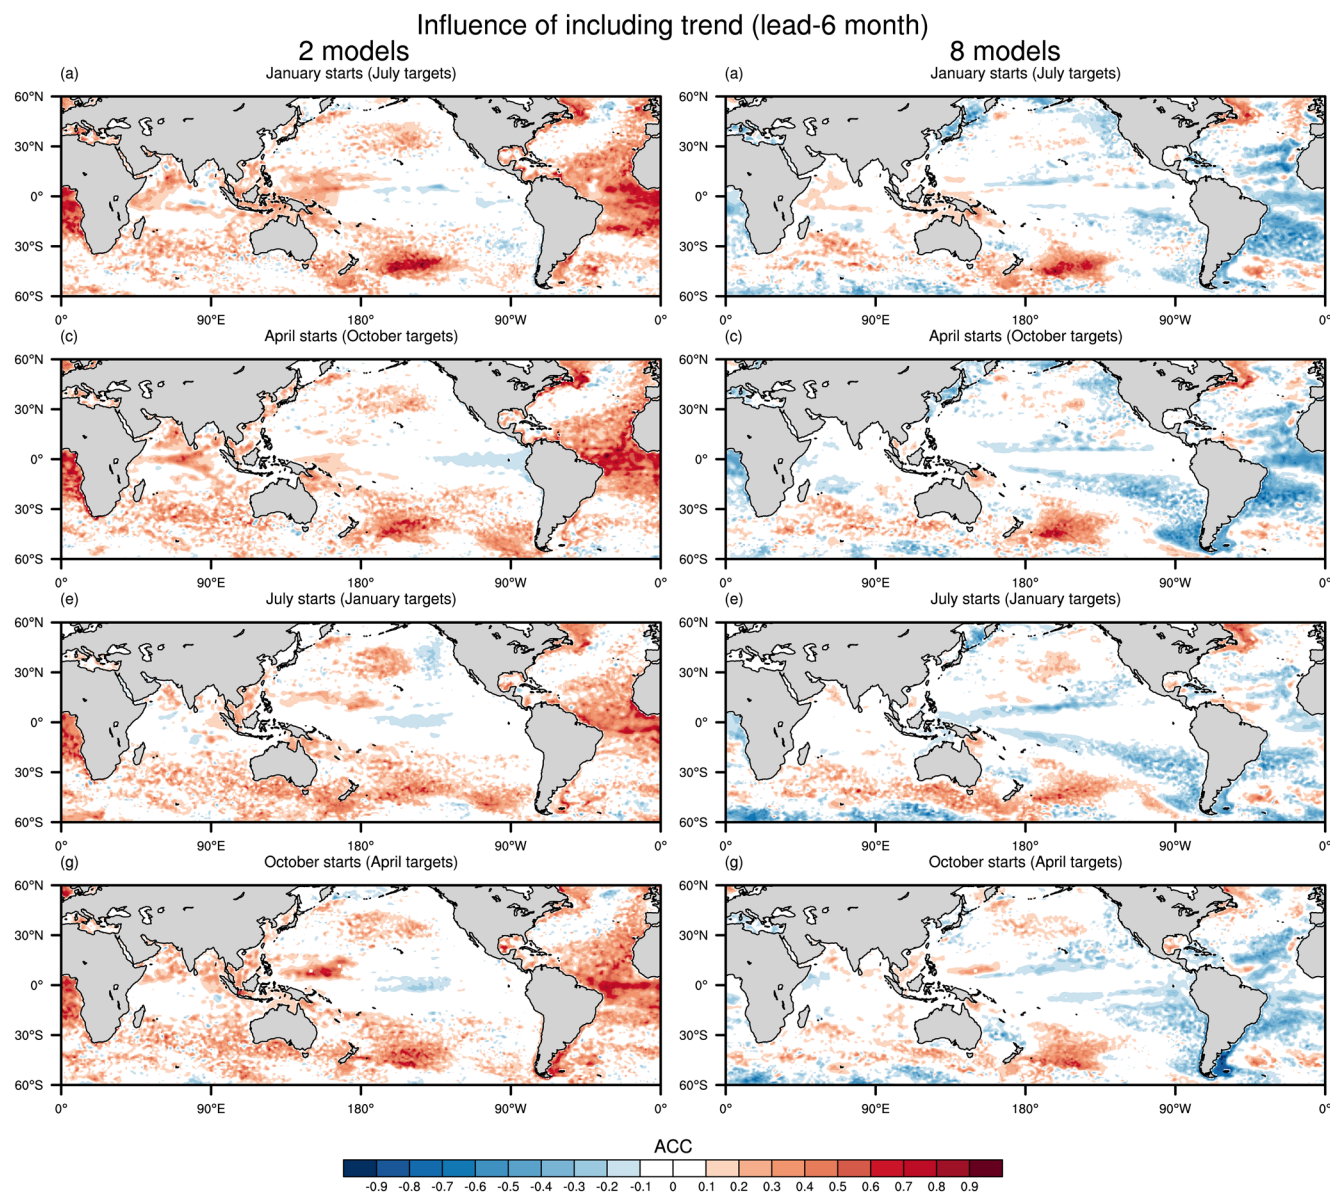 Influence of including trend (lead-6 month)
2 models 8 models
(a) January starts (July targets) (a) January starts (July targets)
60°N 60°N
30°N 30°N
0° 0°
30°S 30°S
60°S 60°S
0° 90°E 180° 90°W 0° 0° 90°E 180° 90°W 0°
(c) April starts (October targets) (c) April starts (October targets)
60°N 60°N
30°N 30°N
0° 0°
30°S 30°S
60°S 60°S
0° 90°E 180° 90°W 0° 0° 90°E 180° 90°W 0°
(e) July starts (January targets) (e) July starts (January targets)
60°N 60°N
30°N 30°N
0° 0°
30°S 30°S
60°S 60°S
0° 90°E 180° 90°W 0° 0° 90°E 180° 90°W 0°
(g) October starts (April targets) (g) October starts (April targets)
60°N 60°N
30°N 30°N
0° 0°
30°S 30°S
60°S 60°S
0° 90°E 180° 90°W 0° 0° 90°E 180° 90°W 0°
ACC
-0.9 -0.8 -0.7 -0.6 -0.5 -0.4 -0.3 -0.2 -0.1 0 0.1 0.2 0.3 0.4 0.5 0.6 0.7 0.8 0.9